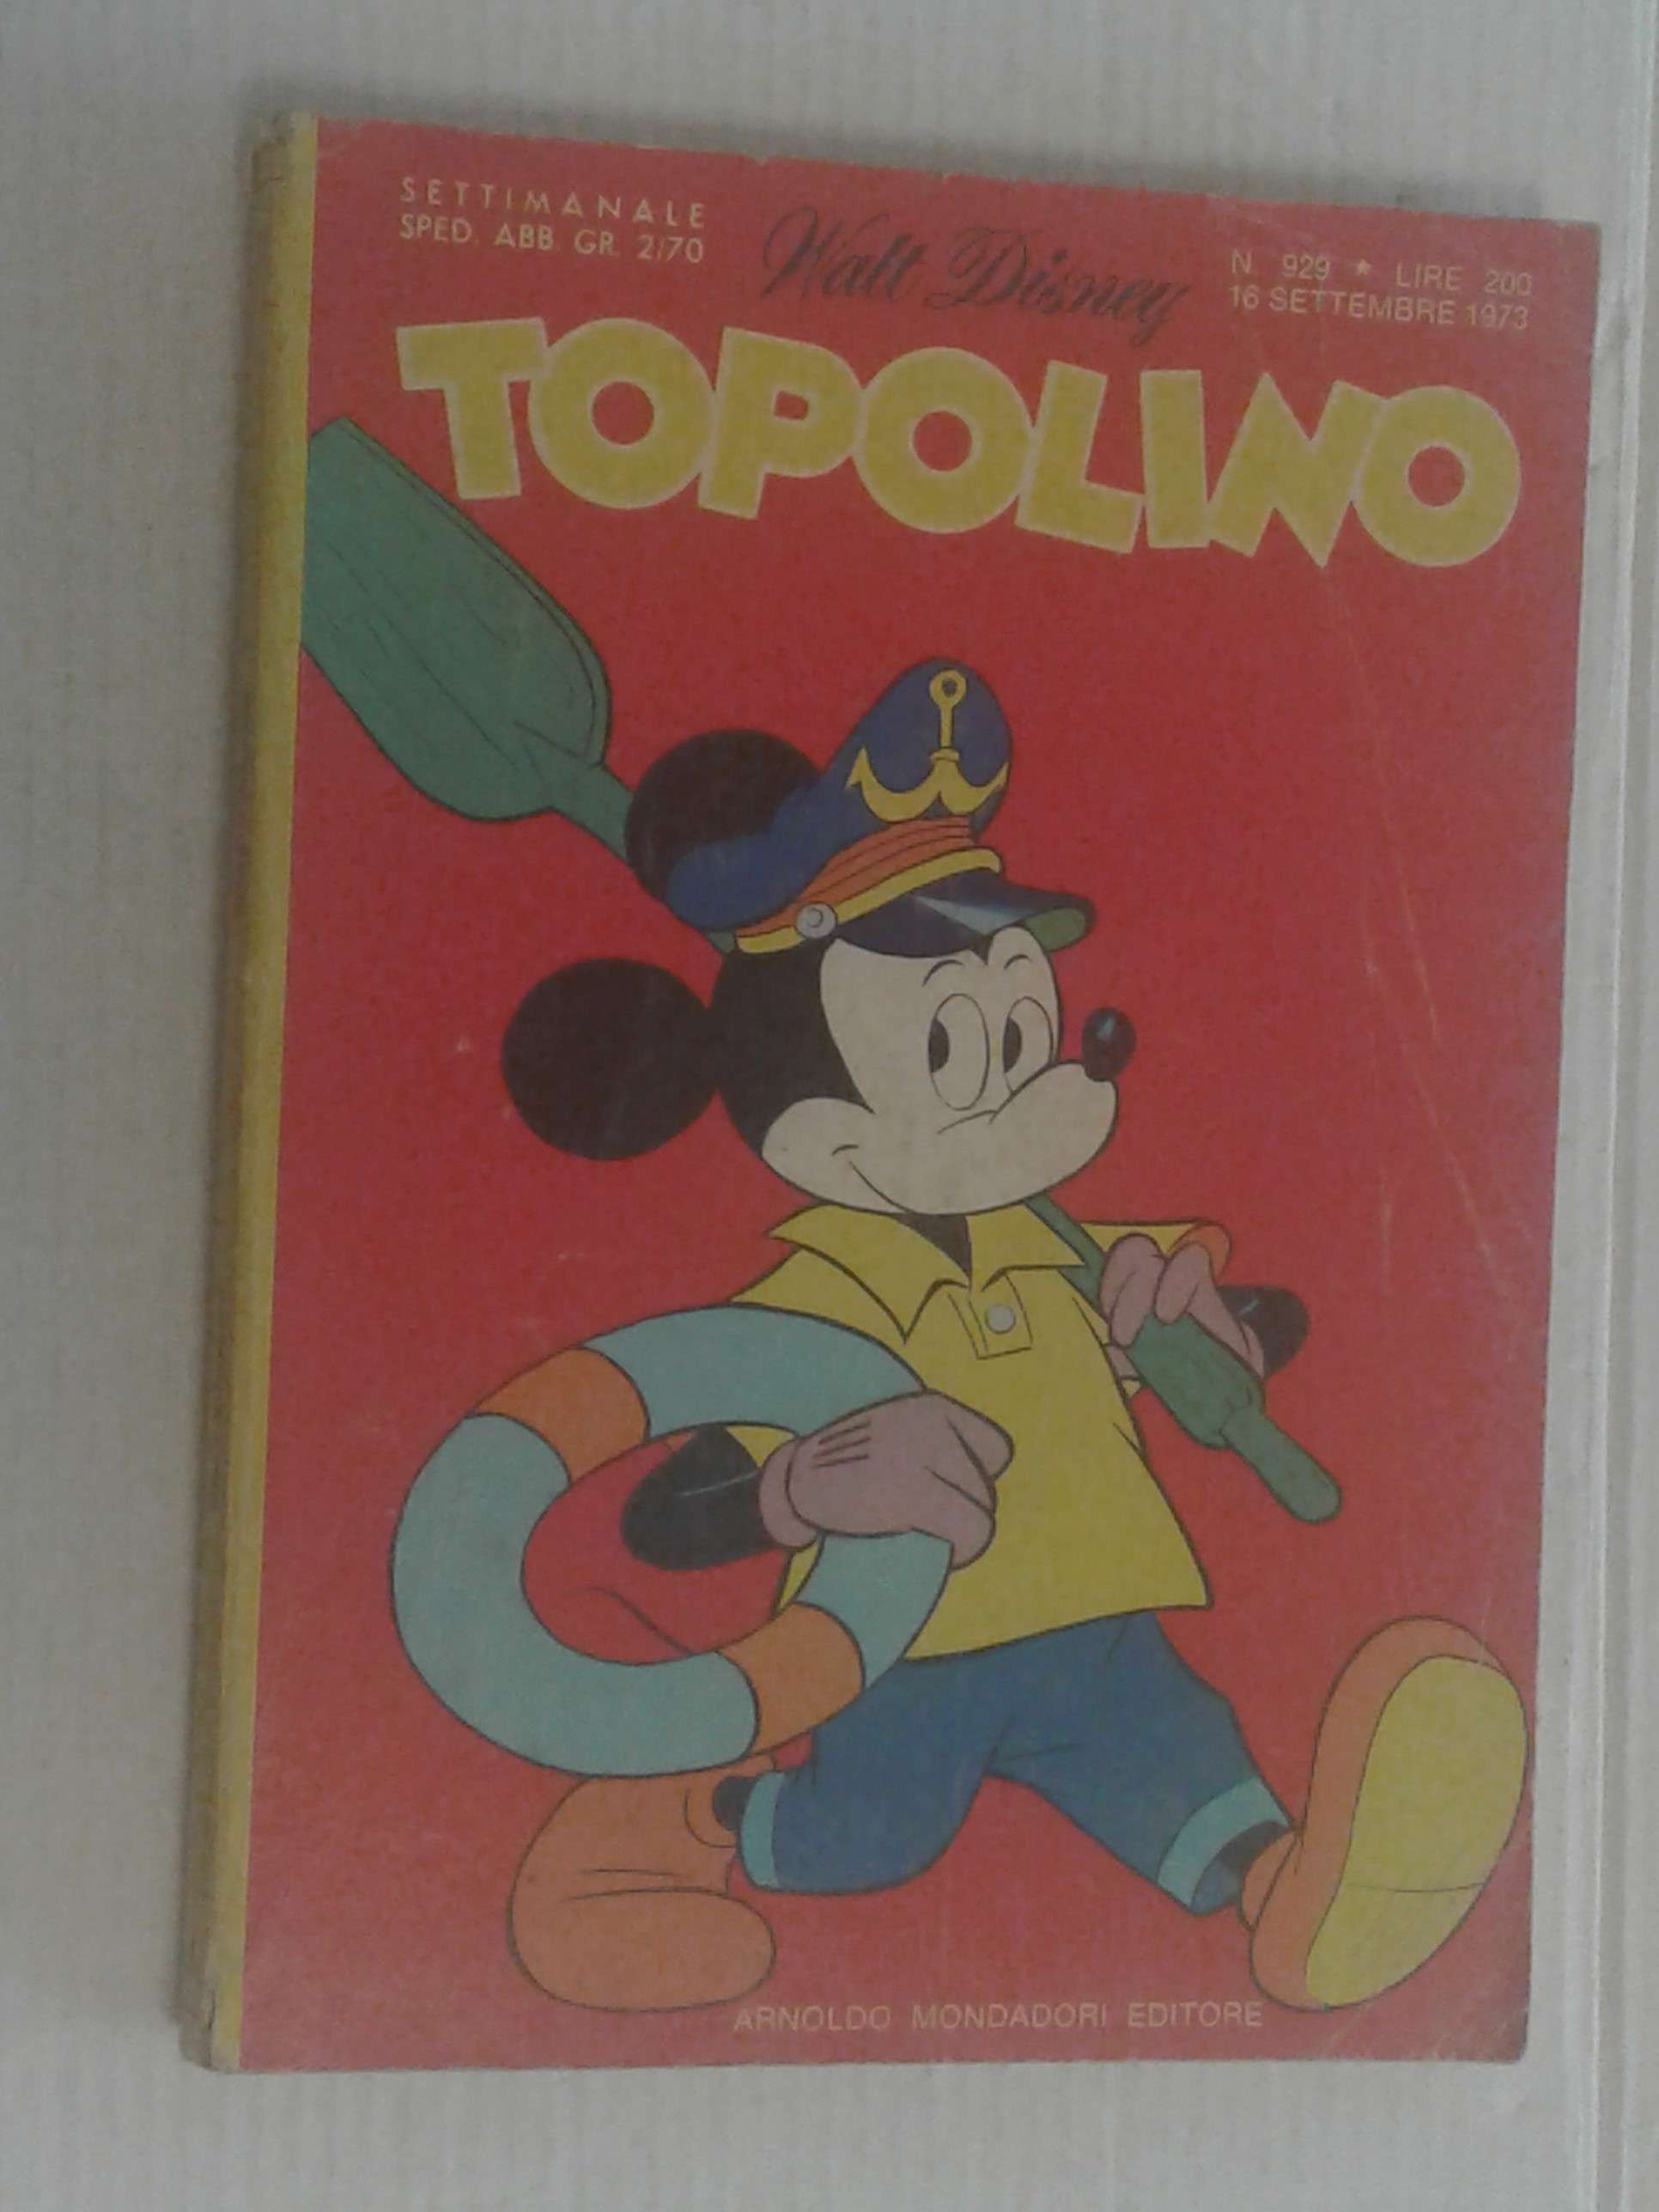 SETTIMANALE
SPED. ABB. GR. 2/70
Walt Disney
N. 929 * LIRE 200
16 SETTEMBRE 1973
TOPOLINO
ARNOLDO MONDADORI EDITORE